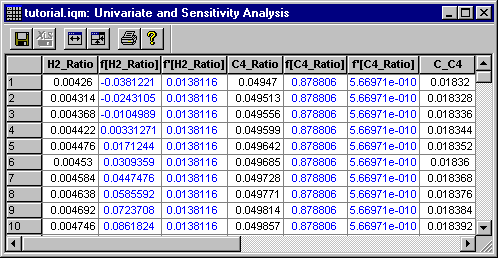 tutorial.iqm: Univariate and Sensitivity Analysis
XLS
H2_Ratio f[H2_Ratio] f'[H2_Ratio] C4_Ratio f[C4_Ratio] f'[C4_Ratio] C_C4
1 0.00426 -0.0381221 0.0138116 0.04947 0.878806 5.66971e-010 0.01832
2 0.004314 -0.0243105 0.0138116 0.049513 0.878806 5.66971e-010 0.018328
3 0.004368 -0.0104989 0.0138116 0.049556 0.878806 5.66971e-010 0.018336
4 0.004422 0.00331271 0.0138116 0.049599 0.878806 5.66971e-010 0.018344
5 0.004476 0.0171244 0.0138116 0.049642 0.878806 5.66971e-010 0.018352
6 0.00453 0.0309359 0.0138116 0.049685 0.878806 5.66971e-010 0.01836
7 0.004584 0.0447476 0.0138116 0.049728 0.878806 5.66971e-010 0.018368
8 0.004638 0.0585592 0.0138116 0.049771 0.878806 5.66971e-010 0.018376
9 0.004692 0.0723708 0.0138116 0.049814 0.878806 5.66971e-010 0.018384
10 0.004746 0.0861824 0.0138116 0.049857 0.878806 5.66971e-010 0.018392